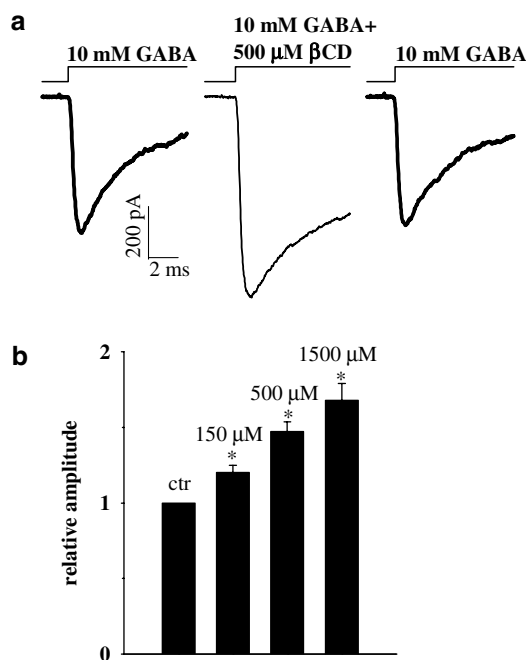 a
10 mM GABA
10 mM GABA+
500 µM βCD
10 mM GABA
200 pA
2 ms
b
relative amplitude
2
1
0
ctr
150 µM
*
500 µM
*
1500 µM
*